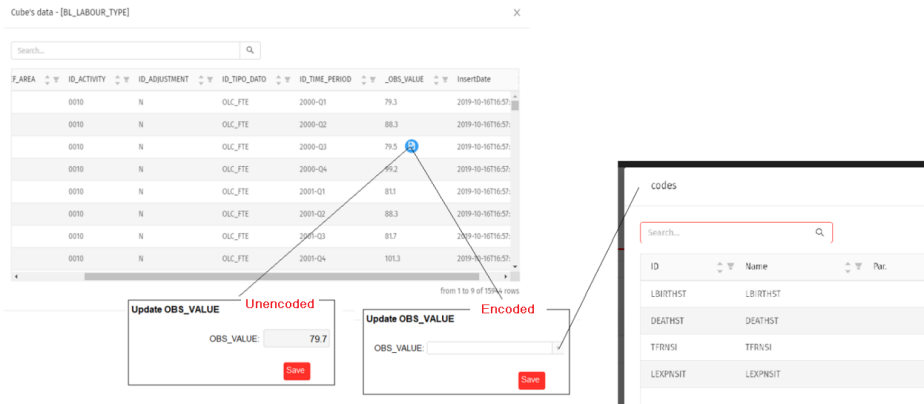 Cube's data - [BL_LABOUR_TYPE] X
Search...
F_AREA ID_ACTIVITY ID_ADJUSTMENT ID_TIPO_DATO ID_TIME_PERIOD _OBS_VALUE InsertDate
0010 N OLC_FTE 2000-Q1 79.3 2019-10-16T16:57:
0010 N OLC_FTE 2000-Q2 88.3 2019-10-16T16:57:
0010 N OLC_FTE 2000-Q3 79.5 2019-10-16T16:57:
0010 N OLC_FTE 2000-Q4 99.2 2019-10-16T16:57:
0010 N OLC_FTE 2001-Q1 81.1 2019-10-16T16:57:
0010 N OLC_FTE 2001-Q2 88.3 2019-10-16T16:57:
0010 N OLC_FTE 2001-Q3 81.7 2019-10-16T16:57:
0010 N OLC_FTE 2001-Q4 101.3 2019-10-16T16:57:
from 1 to 9 of 15944 rows
Unencoded
Update OBS_VALUE
OBS_VALUE: 79.7
Save
Encoded
Update OBS_VALUE
OBS_VALUE:
Save
codes
Search...
ID Name Par.
LBIRTHST LBIRTHST
DEATHST DEATHST
TFRNSI TFRNSI
LEXPNSIT LEXPNSIT